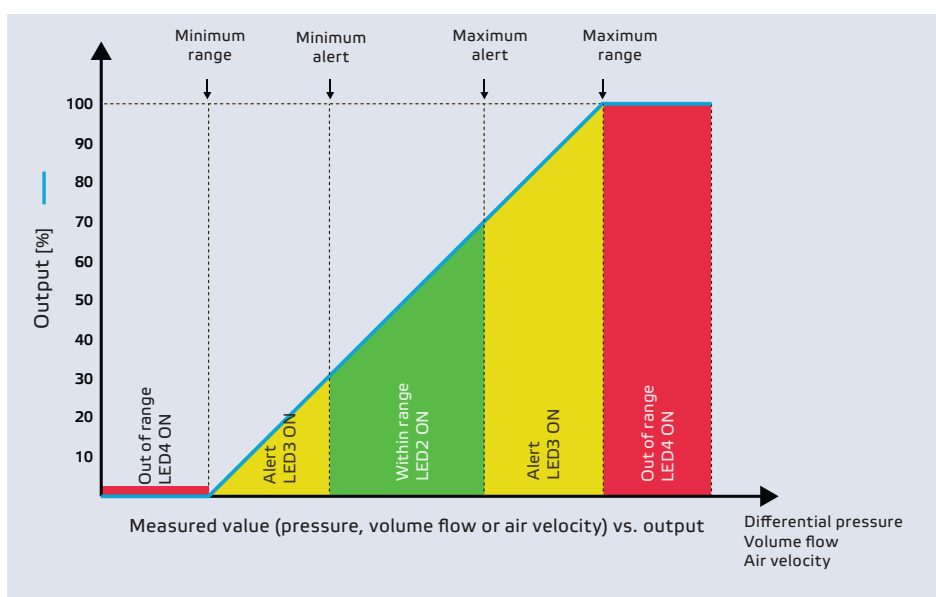 Minimum
range
Minimum
alert
Maximum
alert
Maximum
range
100
90
80
70
60
50
40
30
20
10
Output [%]
Out of range
LED4 ON
Alert
LED3 ON
Within range
LED2 ON
Alert
LED3 ON
Out of range
LED4 ON
Measured value (pressure, volume flow or air velocity) vs. output
Differential pressure
Volume flow
Air velocity